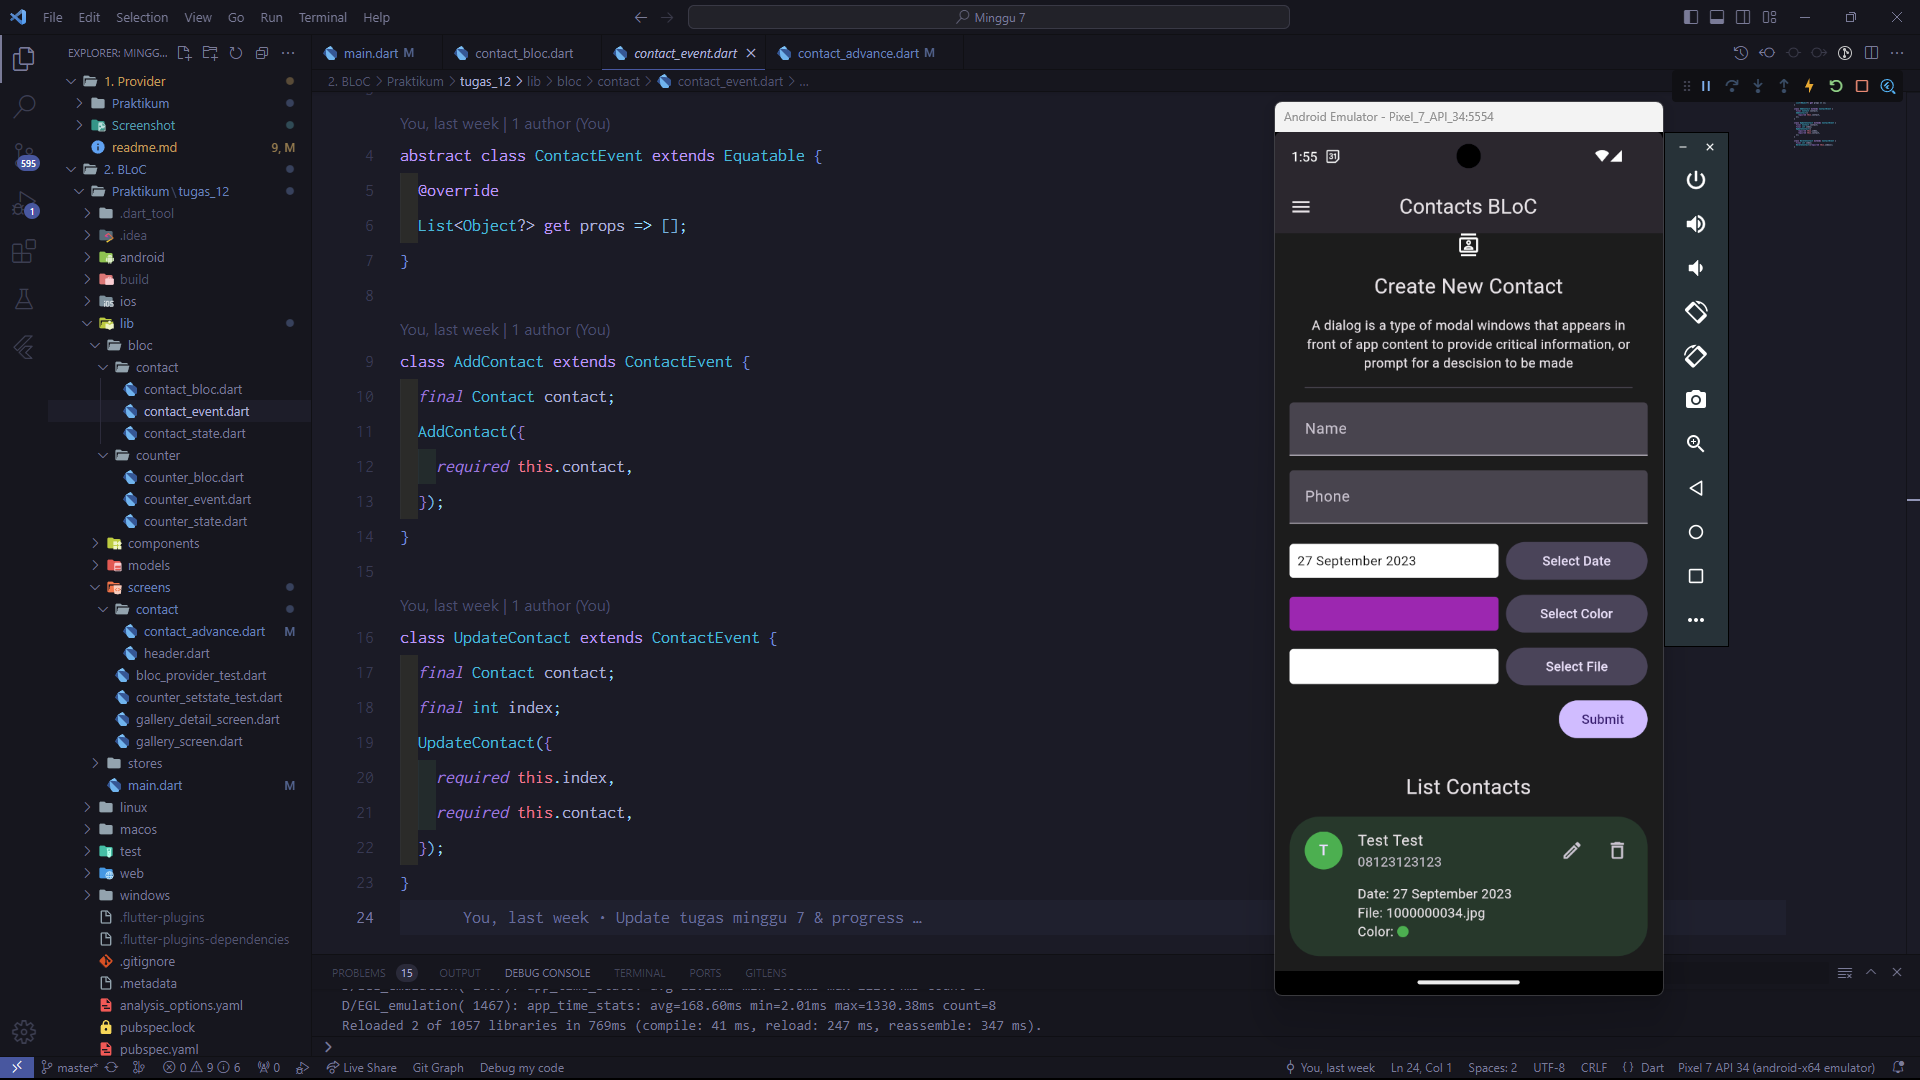 File Edit Selection View Go Run Terminal Help
Minggu 7
EXPLORER: MINGG...
1. Provider
Praktikum
Screenshot
readme.md 9, M
2. BLoC
Praktikum\tugas_12
.dart_tool
.idea
android
build
ios
lib
bloc
contact
contact_bloc.dart
contact_event.dart
contact_state.dart
counter
counter_bloc.dart
counter_event.dart
counter_state.dart
components
models
screens
contact
contact_advance.dart M
header.dart
bloc_provider_test.dart
counter_setstate_test.dart
gallery_detail_screen.dart
gallery_screen.dart
stores
main.dart M
linux
macos
test
web
windows
.flutter-plugins
.flutter-plugins-dependencies
.gitignore
.metadata
analysis_options.yaml
pubspec.lock
pubspec.yaml
595
1
main.dart M contact_bloc.dart contact_event.dart contact_advance.dart M
2. BLoC > Praktikum > tugas_12 > lib > bloc > contact > contact_event.dart > ...
You, last week | 1 author (You)
4 abstract class ContactEvent extends Equatable {
5 @override
6 List<Object?> get props => [];
7 }
8
You, last week | 1 author (You)
9 class AddContact extends ContactEvent {
10 final Contact contact;
11 AddContact({
12 required this.contact,
13 });
14 }
15
You, last week | 1 author (You)
16 class UpdateContact extends ContactEvent {
17 final Contact contact;
18 final int index;
19 UpdateContact({
20 required this.index,
21 required this.contact,
22 });
23 }
24 You, last week • Update tugas minggu 7 & progress …
PROBLEMS 15 OUTPUT DEBUG CONSOLE TERMINAL PORTS GITLENS
D/EGL_emulation( 1467): app_time_stats: avg=168.60ms min=2.01ms max=1330.38ms count=8
Reloaded 2 of 1057 libraries in 769ms (compile: 41 ms, reload: 247 ms, reassemble: 347 ms).
Android Emulator - Pixel_7_API_34:5554
1:55 31
Contacts BLoC
Create New Contact
A dialog is a type of modal windows that appears in
front of app content to provide critical information, or
prompt for a descision to be made
Name
Phone
27 September 2023 Select Date
Select Color
Select File
Submit
List Contacts
T
Test Test
08123123123
Date: 27 September 2023
File: 1000000034.jpg
Color:
master* 0 9 6 0 Live Share Git Graph Debug my code You, last week Ln 24, Col 1 Spaces: 2 UTF-8 CRLF {} Dart Pixel 7 API 34 (android-x64 emulator)